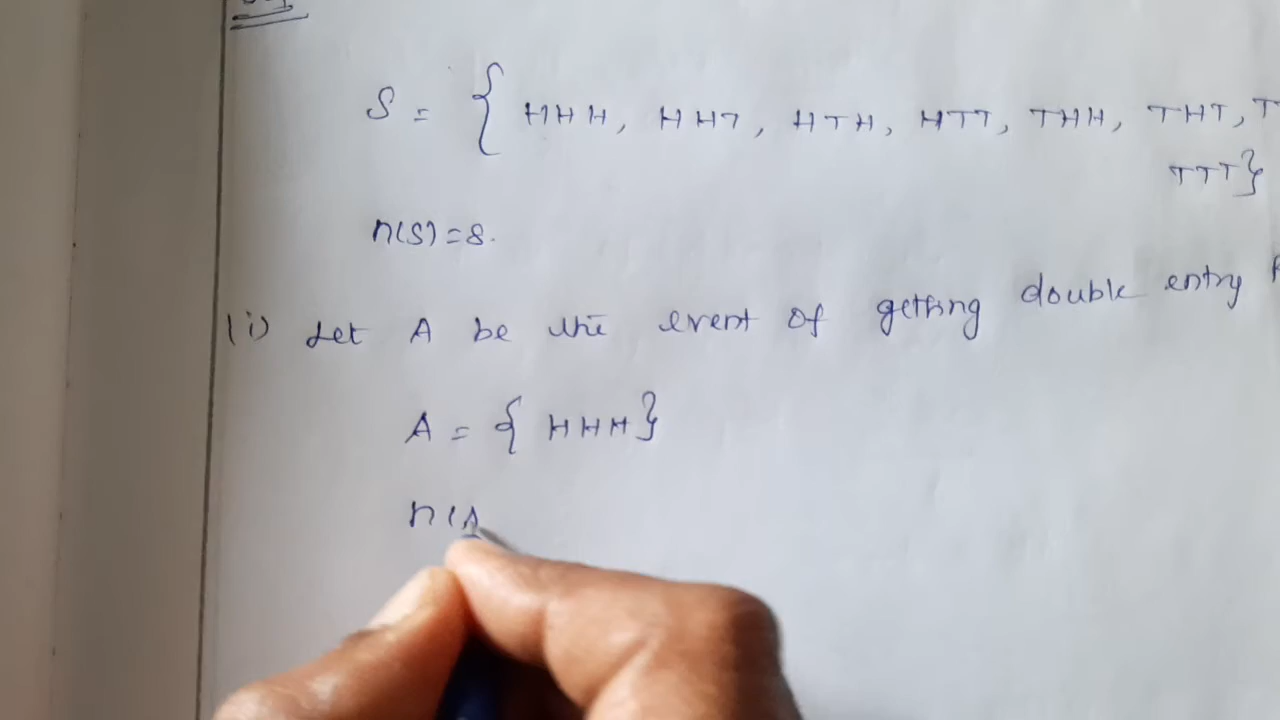 S = { HHH, HHT, HTH, HTT, THH, THT, T
TTT}
n(S) = 8.
(i) Let A be the event of getting double entry
A = { HHH}
n(A